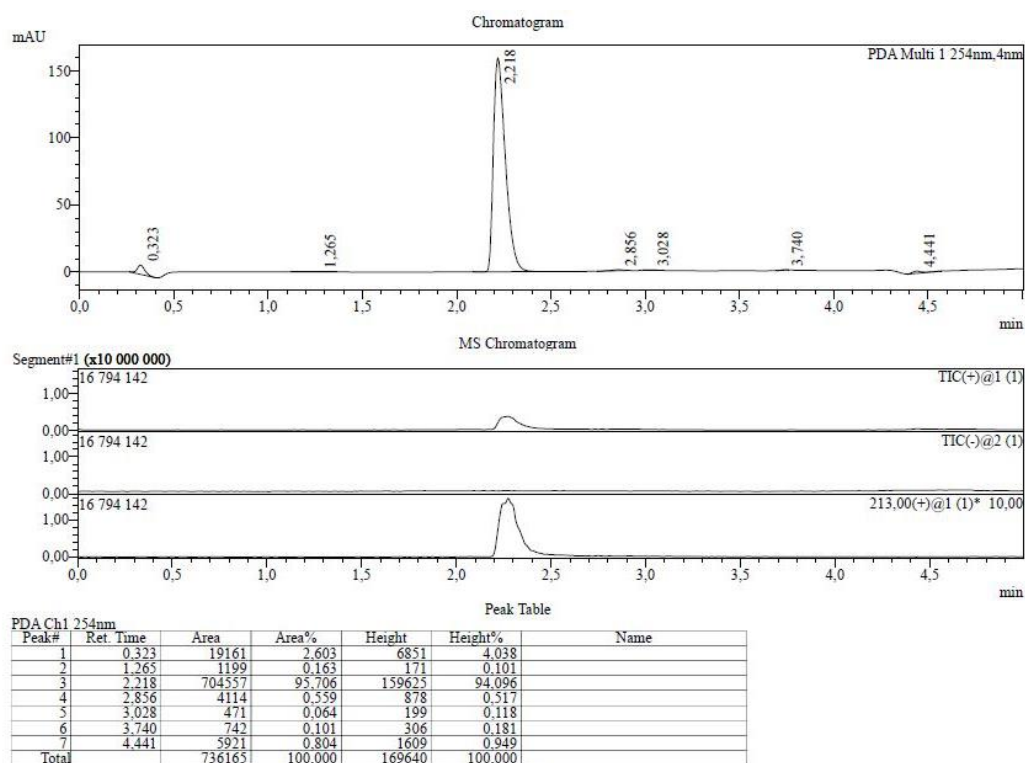 Chromatogram
mAU
PDA Multi 1 254nm,4nm
150
100
50
0
0,323
1,265
2,218
2,856
3,028
3,740
4,441
0,0 0,5 1,0 1,5 2,0 2,5 3,0 3,5 4,0 4,5
min
MS Chromatogram
Segment#1 (x10 000 000)
16 794 142 TIC(+)@1 (1)
1,00
0,00
16 794 142 TIC(-)@2 (1)
1,00
0,00
16 794 142 213,00(+)@1 (1)* 10,00
1,00
0,00
0,0 0,5 1,0 1,5 2,0 2,5 3,0 3,5 4,0 4,5
min
Peak Table
PDA Ch1 254nm
Peak# Ret. Time Area Area% Height Height% Name
1 0,323 19161 2,603 6851 4,038
2 1,265 1199 0,163 171 0,101
3 2,218 704557 95,706 159625 94,096
4 2,856 4114 0,559 878 0,517
5 3,028 471 0,064 199 0,118
6 3,740 742 0,101 306 0,181
7 4,441 5921 0,804 1609 0,949
Total 736165 100,000 169640 100,000